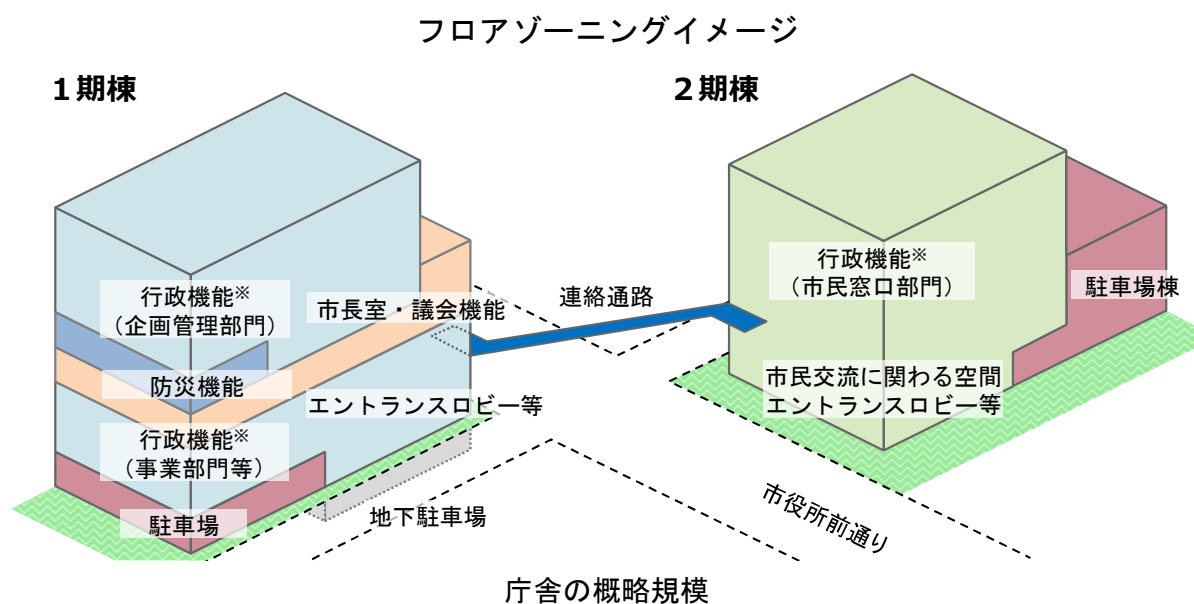 フロアゾーニングイメージ
１期棟
２期棟
行政機能※
（企画管理部門）
市長室・議会機能
連絡通路
行政機能※
（市民窓口部門）
駐車場棟
防災機能
エントランスロビー等
市民交流に関わる空間
エントランスロビー等
行政機能※
（事業部門等）
駐車場
地下駐車場
市役所前通り
庁舎の概略規模